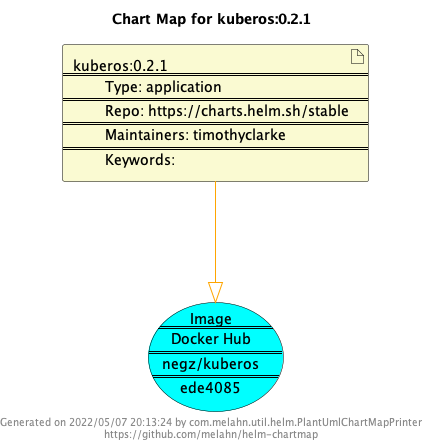 Chart Map for kuberos:0.2.1
kuberos:0.2.1
Type: application
Repo: https://charts.helm.sh/stable
Maintainers: timothyclarke
Keywords:
Image
Docker Hub
negz/kuberos
ede4085
Generated on 2022/05/07 20:13:24 by com.melahn.util.helm.PlantUmlChartMapPrinter
https://github.com/melahn/helm-chartmap